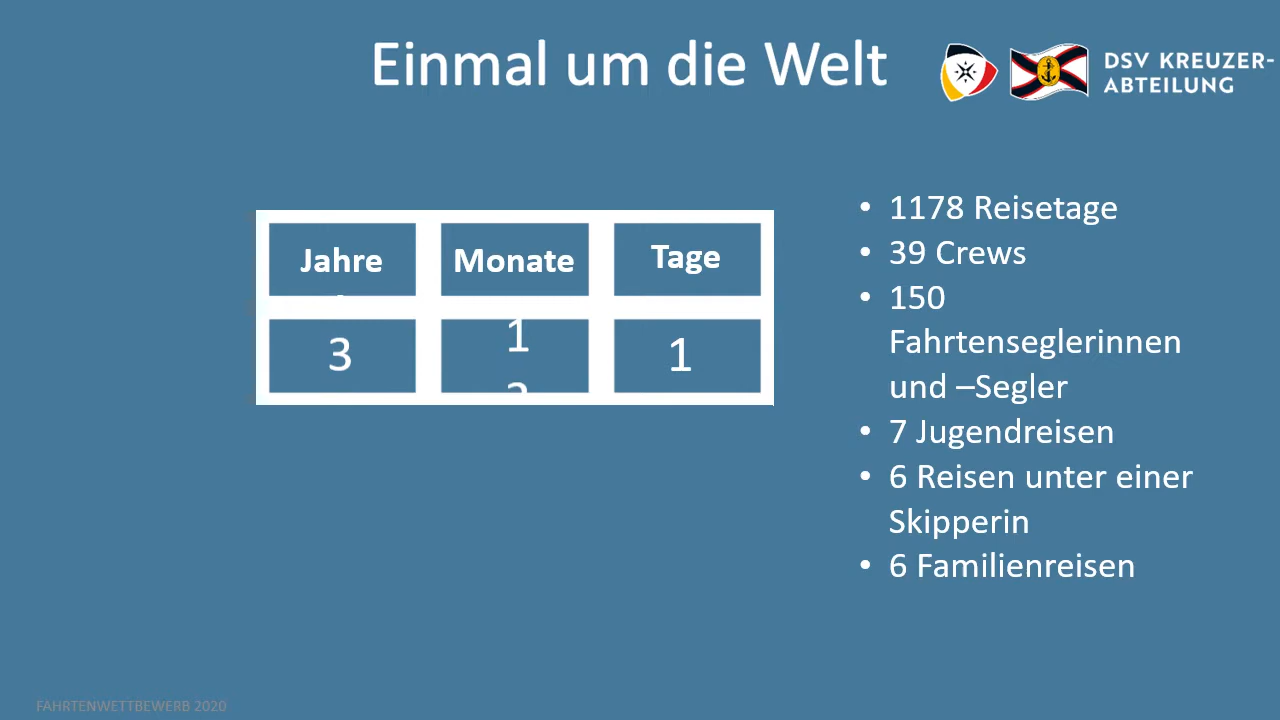 Einmal um die Welt
DSV KREUZER-
ABTEILUNG
Jahre Monate Tage
3 1 1
• 1178 Reisetage
• 39 Crews
• 150
Fahrtenseglerinnen
und –Segler
• 7 Jugendreisen
• 6 Reisen unter einer
Skipperin
• 6 Familienreisen
FAHRTENWETTBEWERB 2020